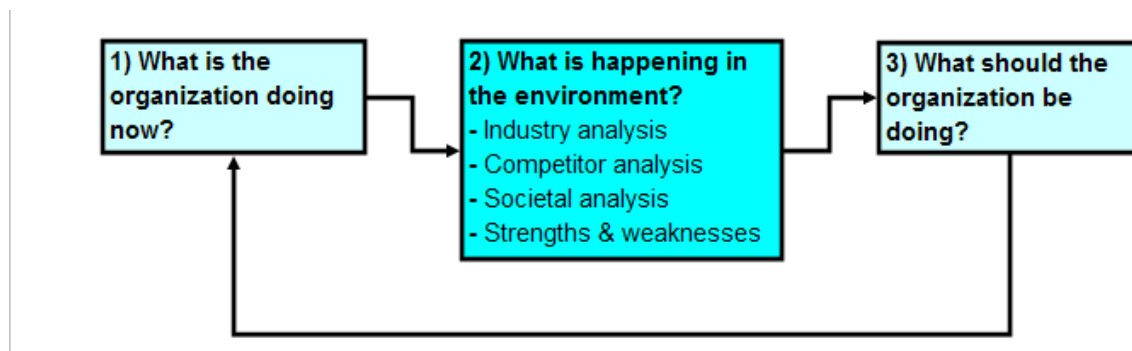 1) What is the
organization doing
now?
2) What is happening in
the environment?
- Industry analysis
- Competitor analysis
- Societal analysis
- Strengths & weaknesses
3) What should the
organization be
doing?